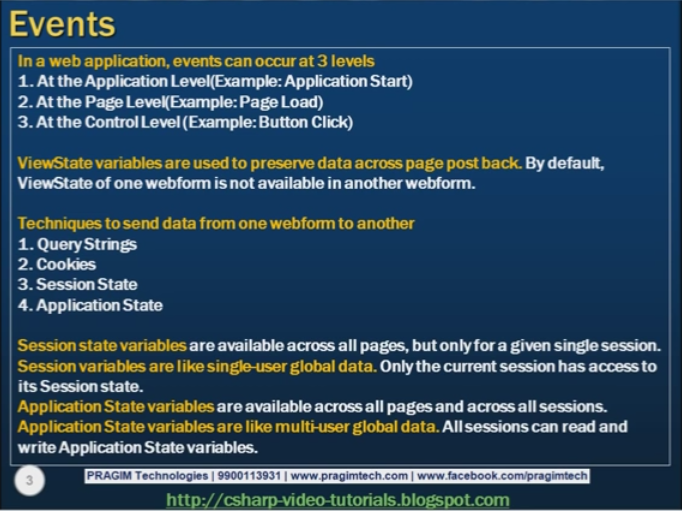 Events
In a web application, events can occur at 3 levels
1. At the Application Level(Example: Application Start)
2. At the Page Level(Example: Page Load)
3. At the Control Level (Example: Button Click)
ViewState variables are used to preserve data across page post back. By default,
ViewState of one webform is not available in another webform.
Techniques to send data from one webform to another
1. Query Strings
2. Cookies
3. Session State
4. Application State
Session state variables are available across all pages, but only for a given single session.
Session variables are like single-user global data. Only the current session has access to
its Session state.
Application State variables are available across all pages and across all sessions.
Application State variables are like multi-user global data. All sessions can read and
write Application State variables.
3
PRAGIM Technologies | 9900113931 | www.pragimtech.com | www.facebook.com/pragimtech
http://csharp-video-tutorials.blogspot.com